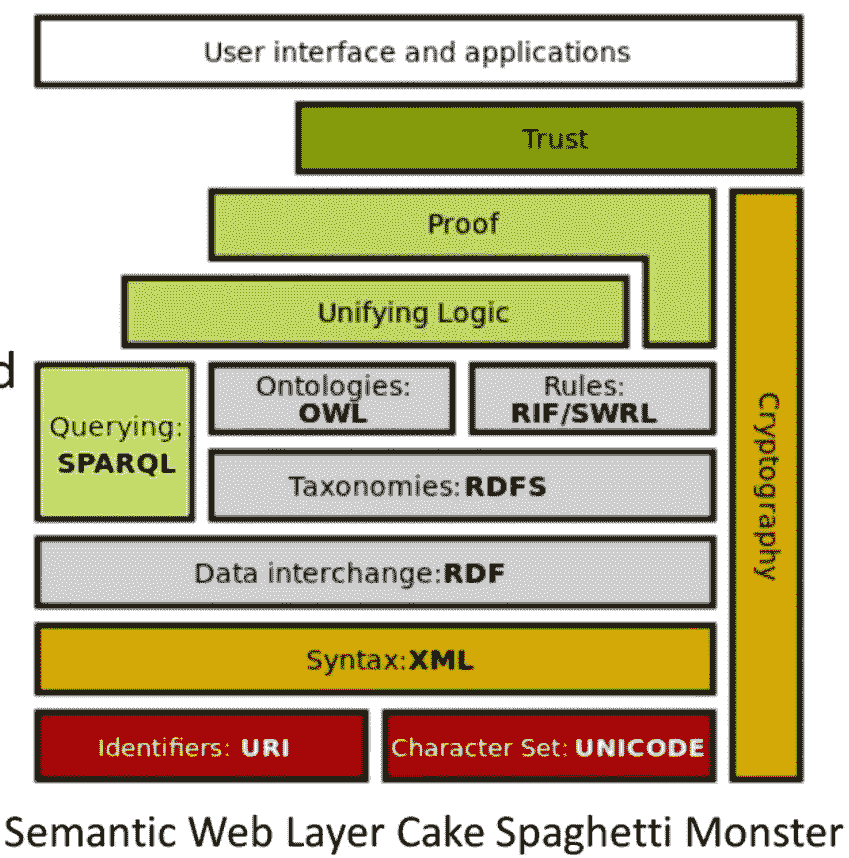 User interface and applications
Trust
Proof
Unifying Logic
d
Ontologies:
OWL
Rules:
RIF/SWRL
Querying:
SPARQL
Taxonomies: RDFS
Cryptography
Data interchange: RDF
Syntax: XML
Identifiers: URI
Character Set: UNICODE
Semantic Web Layer Cake Spaghetti Monster